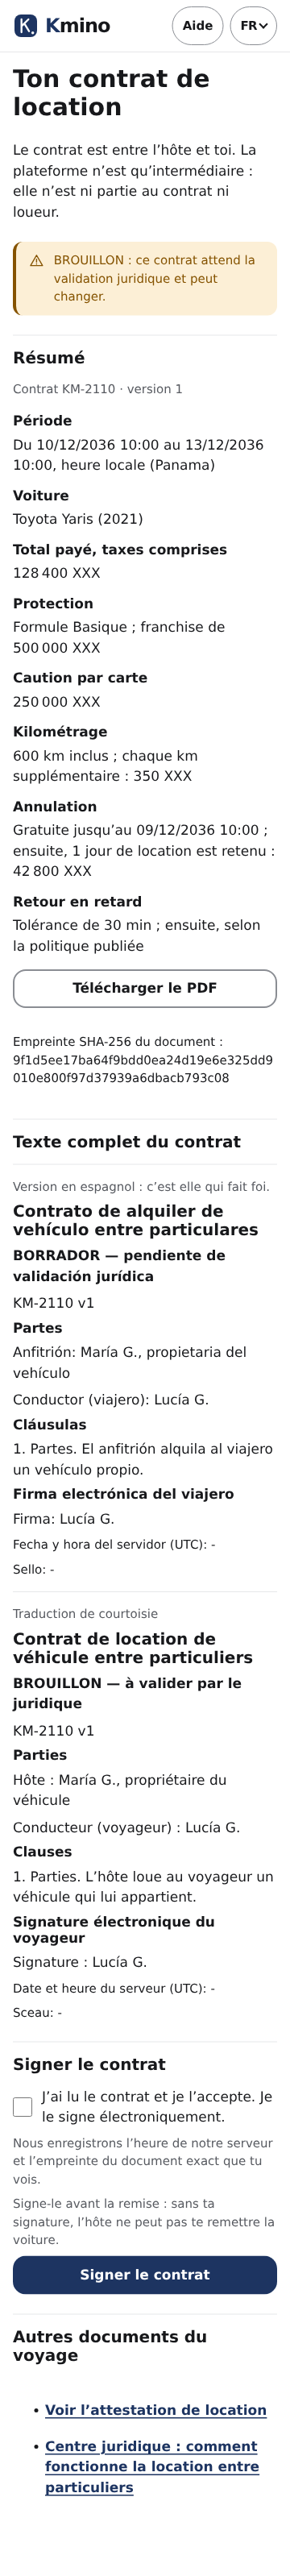 Kmino
Aide
FR
Ton contrat de
location
Le contrat est entre l’hôte et toi. La
plateforme n’est qu’intermédiaire :
elle n’est ni partie au contrat ni
loueur.
BROUILLON : ce contrat attend la
validation juridique et peut
changer.
Résumé
Contrat KM-2110 · version 1
Période
Du 10/12/2036 10:00 au 13/12/2036
10:00, heure locale (Panama)
Voiture
Toyota Yaris (2021)
Total payé, taxes comprises
128 400 XXX
Protection
Formule Basique ; franchise de
500 000 XXX
Caution par carte
250 000 XXX
Kilométrage
600 km inclus ; chaque km
supplémentaire : 350 XXX
Annulation
Gratuite jusqu’au 09/12/2036 10:00 ;
ensuite, 1 jour de location est retenu :
42 800 XXX
Retour en retard
Tolérance de 30 min ; ensuite, selon
la politique publiée
Télécharger le PDF
Empreinte SHA-256 du document :
9f1d5ee17ba64f9bdd0ea24d19e6e325dd9
010e800f97d37939a6dbacb793c08
Texte complet du contrat
Version en espagnol : c’est elle qui fait foi.
Contrato de alquiler de
vehículo entre particulares
BORRADOR — pendiente de
validación jurídica
KM-2110 v1
Partes
Anfitrión: María G., propietaria del
vehículo
Conductor (viajero): Lucía G.
Cláusulas
1. Partes. El anfitrión alquila al viajero
un vehículo propio.
Firma electrónica del viajero
Firma: Lucía G.
Fecha y hora del servidor (UTC): -
Sello: -
Traduction de courtoisie
Contrat de location de
véhicule entre particuliers
BROUILLON — à valider par le
juridique
KM-2110 v1
Parties
Hôte : María G., propriétaire du
véhicule
Conducteur (voyageur) : Lucía G.
Clauses
1. Parties. L’hôte loue au voyageur un
véhicule qui lui appartient.
Signature électronique du
voyageur
Signature : Lucía G.
Date et heure du serveur (UTC): -
Sceau: -
Signer le contrat
J’ai lu le contrat et je l’accepte. Je
le signe électroniquement.
Nous enregistrons l’heure de notre serveur
et l’empreinte du document exact que tu
vois.
Signe-le avant la remise : sans ta
signature, l’hôte ne peut pas te remettre la
voiture.
Signer le contrat
Autres documents du
voyage
• Voir l’attestation de location
• Centre juridique : comment
fonctionne la location entre
particuliers